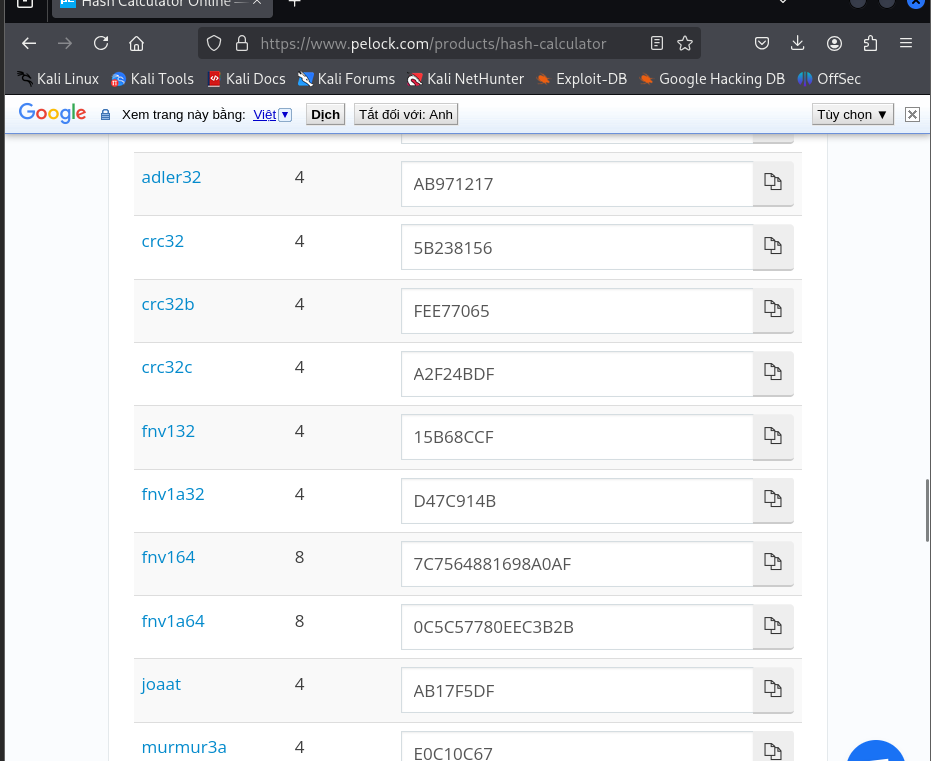 Hash Calculator Online —
https://www.pelock.com/products/hash-calculator
Kali Linux Kali Tools Kali Docs Kali Forums Kali NetHunter Exploit-DB Google Hacking DB OffSec
Google Xem trang này bằng: Việt Dịch Tắt đối với: Anh Tùy chọn ▼
adler32 4 AB971217
crc32 4 5B238156
crc32b 4 FEE77065
crc32c 4 A2F24BDF
fnv132 4 15B68CCF
fnv1a32 4 D47C914B
fnv164 8 7C7564881698A0AF
fnv1a64 8 0C5C57780EEC3B2B
joaat 4 AB17F5DF
murmur3a 4 E0C10C67